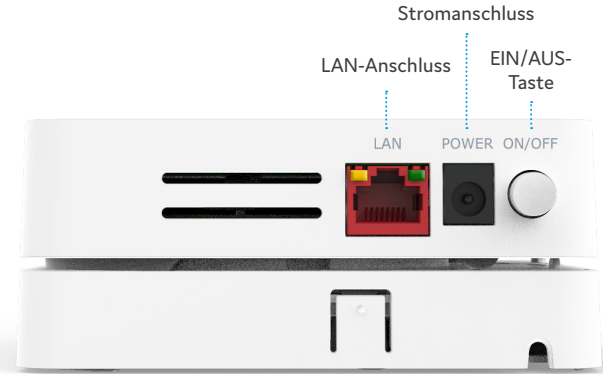 Stromanschluss
LAN-Anschluss
EIN/AUS-
Taste
LAN
POWER
ON/OFF